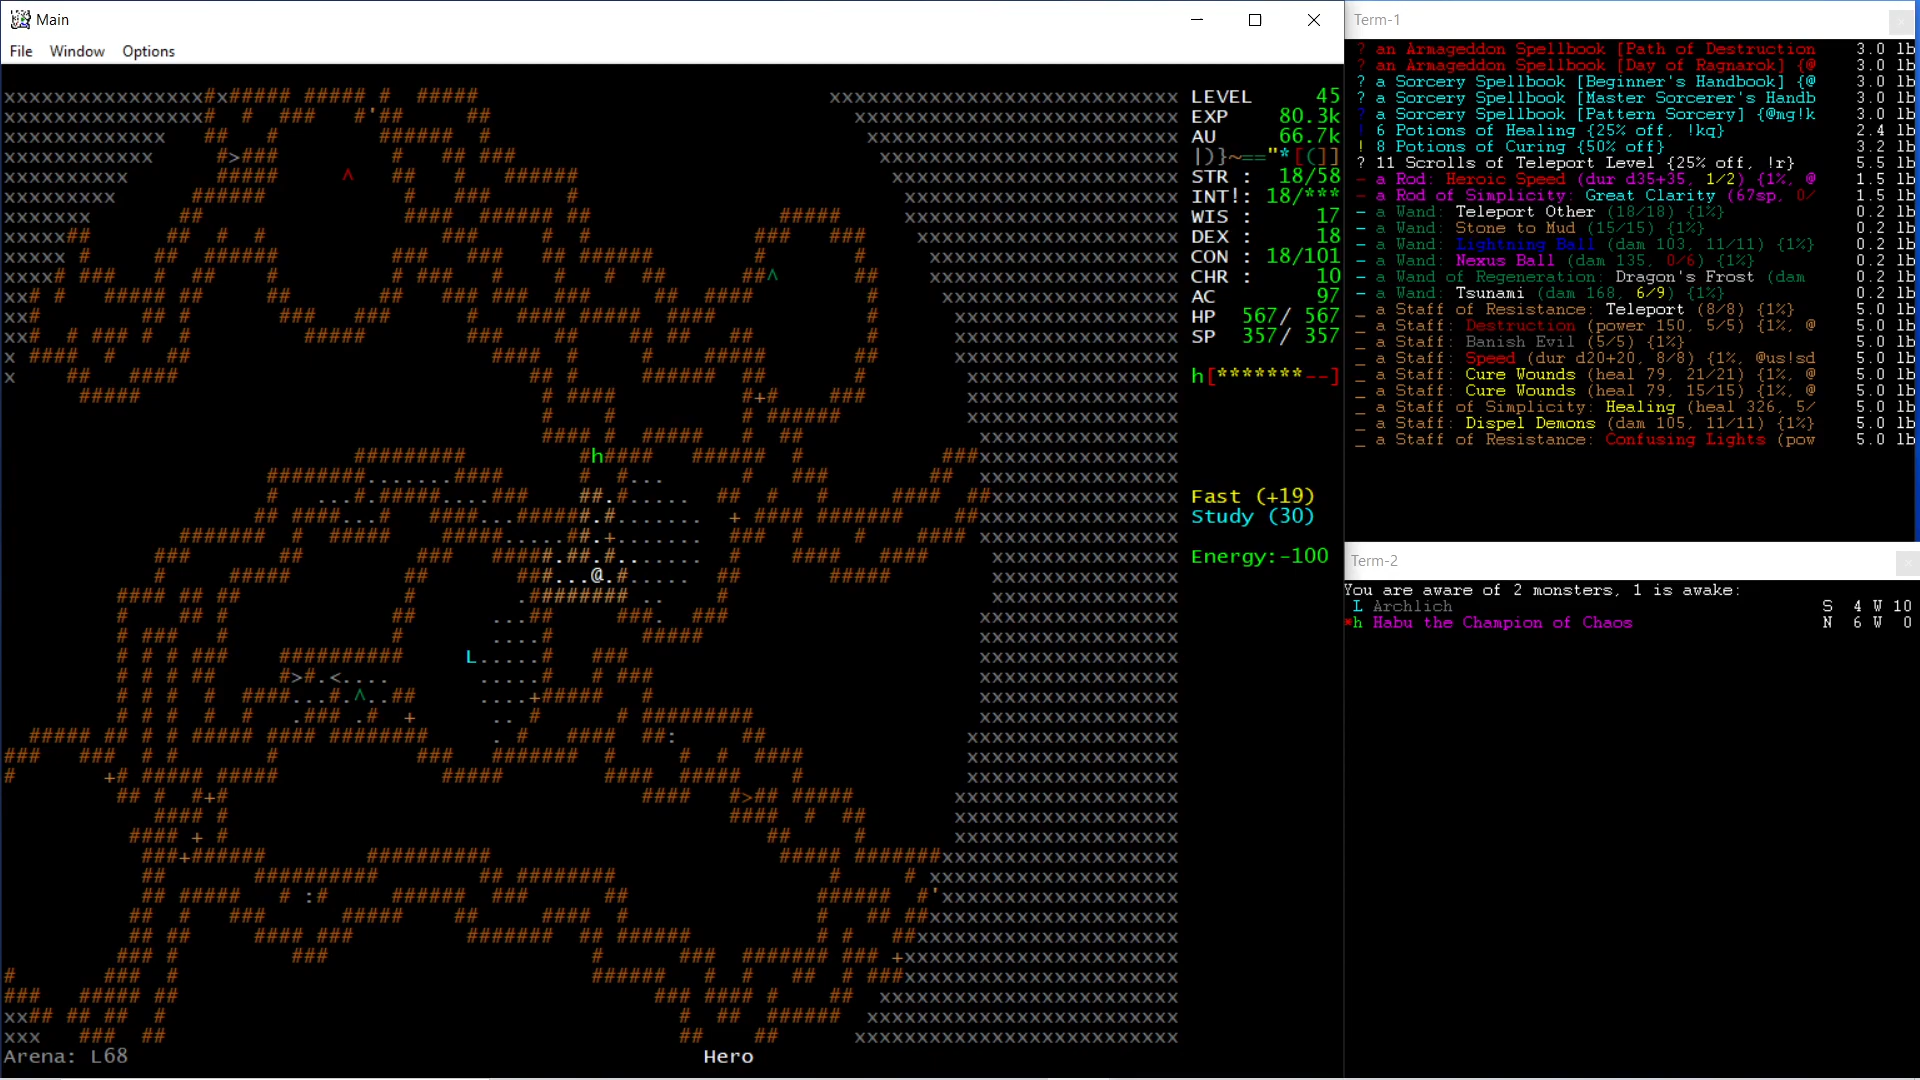 Main
File Window Options
LEVEL 45
EXP 80.3k
AU 66.7k
|)}~=="*[(]]
STR : 18/58
INT!: 18/***
WIS : 17
DEX : 18
CON : 18/101
CHR : 10
AC 97
HP 567/ 567
SP 357/ 357
h[*******--]
Fast (+19)
Study (30)
Energy:-100
Arena: L68
Hero
Term-1
? an Armageddon Spellbook [Path of Destruction 3.0 lb
? an Armageddon Spellbook [Day of Ragnarok] {@ 3.0 lb
? a Sorcery Spellbook [Beginner's Handbook] {@ 3.0 lb
? a Sorcery Spellbook [Master Sorcerer's Handb 3.0 lb
? a Sorcery Spellbook [Pattern Sorcery] {@mg!k 3.0 lb
! 6 Potions of Healing {25% off, !kq} 2.4 lb
! 8 Potions of Curing {50% off} 3.2 lb
? 11 Scrolls of Teleport Level {25% off, !r} 5.5 lb
- a Rod: Heroic Speed (dur d35+35, 1/2) {1%, @ 1.5 lb
- a Rod of Simplicity: Great Clarity (67sp, 0/ 1.5 lb
- a Wand: Teleport Other (18/18) {1%} 0.2 lb
- a Wand: Stone to Mud (15/15) {1%} 0.2 lb
- a Wand: Lightning Ball (dam 103, 11/11) {1%} 0.2 lb
- a Wand: Nexus Ball (dam 135, 0/6) {1%} 0.2 lb
- a Wand of Regeneration: Dragon's Frost (dam 0.2 lb
- a Wand: Tsunami (dam 168, 6/9) {1%} 0.2 lb
_ a Staff of Resistance: Teleport (8/8) {1%} 5.0 lb
_ a Staff: Destruction (power 150, 5/5) {1%, @ 5.0 lb
_ a Staff: Banish Evil (5/5) {1%} 5.0 lb
_ a Staff: Speed (dur d20+20, 8/8) {1%, @us!sd 5.0 lb
_ a Staff: Cure Wounds (heal 79, 21/21) {1%, @ 5.0 lb
_ a Staff: Cure Wounds (heal 79, 15/15) {1%, @ 5.0 lb
_ a Staff of Simplicity: Healing (heal 326, 5/ 5.0 lb
_ a Staff: Dispel Demons (dam 105, 11/11) {1%} 5.0 lb
_ a Staff of Resistance: Confusing Lights (pow 5.0 lb
Term-2
You are aware of 2 monsters, 1 is awake:
L Archlich S 4 W 10
*h Habu the Champion of Chaos N 6 W 0